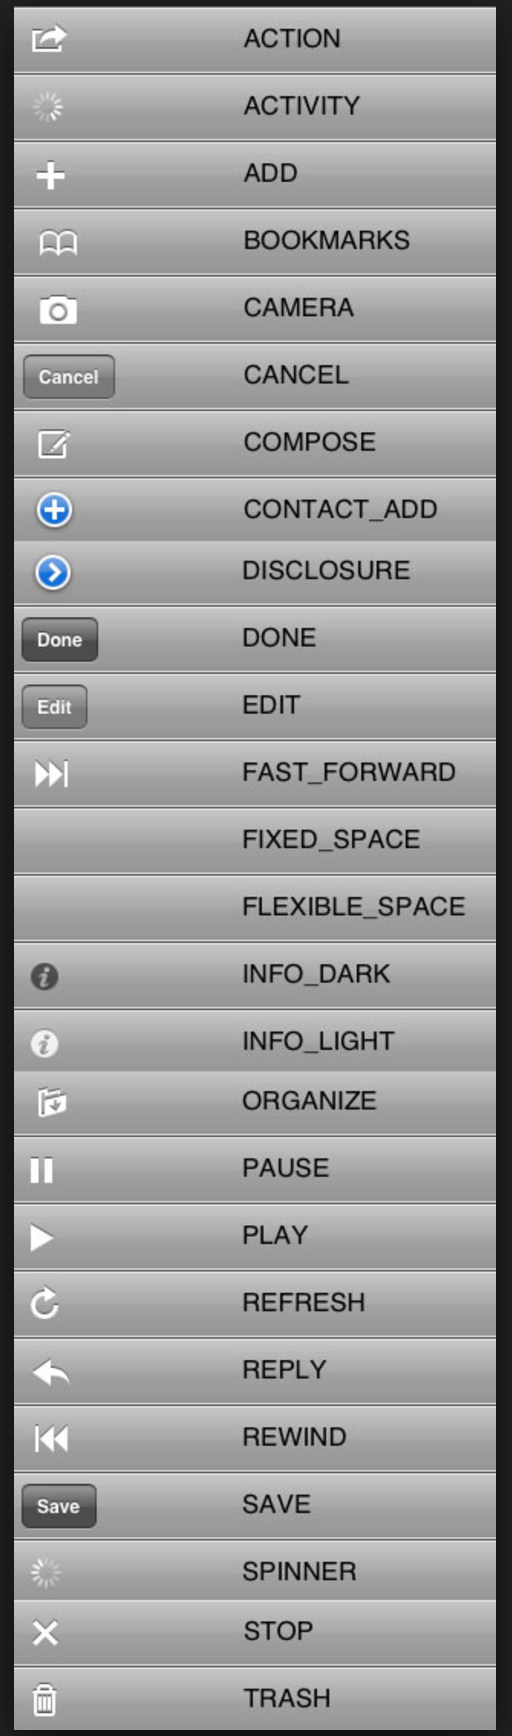 ACTION
ACTIVITY
ADD
BOOKMARKS
CAMERA
Cancel CANCEL
COMPOSE
CONTACT_ADD
DISCLOSURE
Done DONE
Edit EDIT
FAST_FORWARD
FIXED_SPACE
FLEXIBLE_SPACE
i INFO_DARK
i INFO_LIGHT
ORGANIZE
PAUSE
PLAY
REFRESH
REPLY
REWIND
Save SAVE
SPINNER
STOP
TRASH